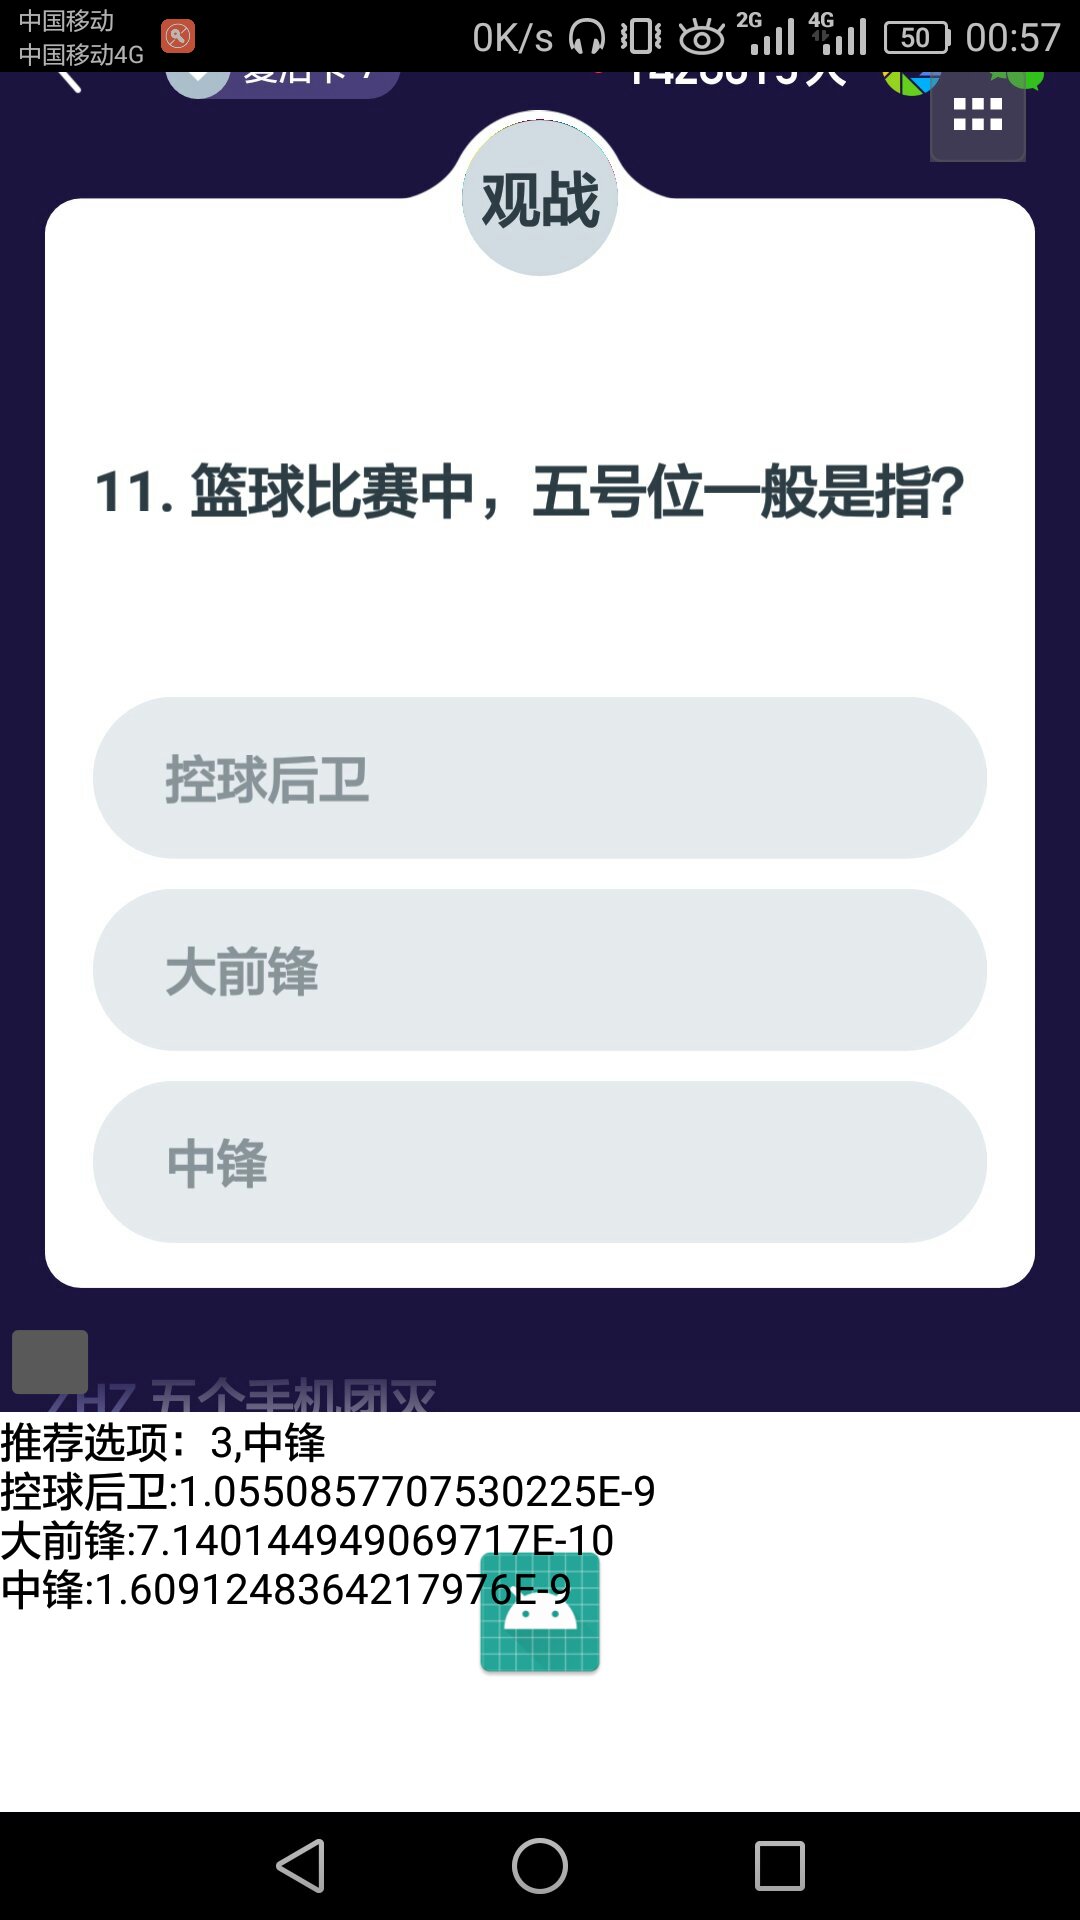 中国移动
中国移动4G
0K/s 2G 4G 50 00:57
观战
11. 篮球比赛中，五号位一般是指?
控球后卫
大前锋
中锋
五个手机团灭
推荐选项：3,中锋
控球后卫:1.0550857707530225E-9
大前锋:7.140144949069717E-10
中锋:1.6091248364217976E-9